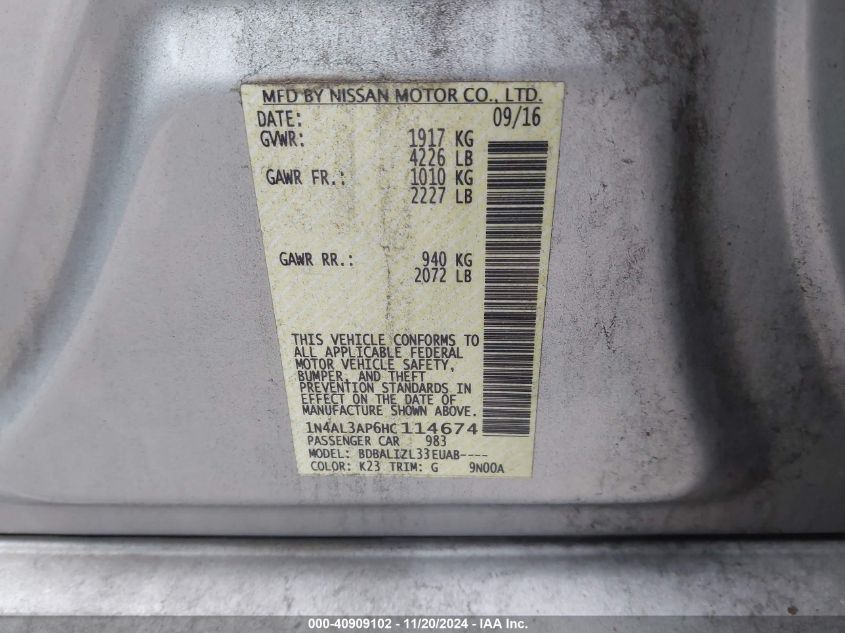 MFD BY NISSAN MOTOR CO., LTD.
DATE: 09/16
GVWR: 1917 KG
4226 LB
GAWR FR.: 1010 KG
2227 LB
GAWR RR.: 940 KG
2072 LB
THIS VEHICLE CONFORMS TO
ALL APPLICABLE FEDERAL
MOTOR VEHICLE SAFETY,
BUMPER, AND THEFT
PREVENTION STANDARDS IN
EFFECT ON THE DATE OF
MANUFACTURE SHOWN ABOVE.
1N4AL3AP6HC114674
PASSENGER CAR 983
MODEL: BDBALIZL33EUAB----
COLOR: K23 TRIM: G 9N00A
000-40909102 - 11/20/2024 - IAA Inc.